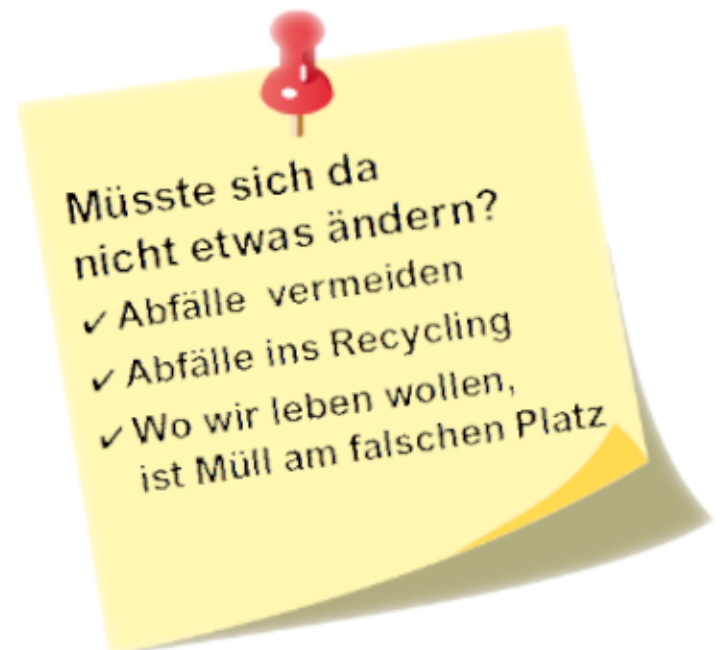 Müsste sich da
nicht etwas ändern?
✓ Abfälle vermeiden
✓ Abfälle ins Recycling
✓ Wo wir leben wollen,
ist Müll am falschen Platz